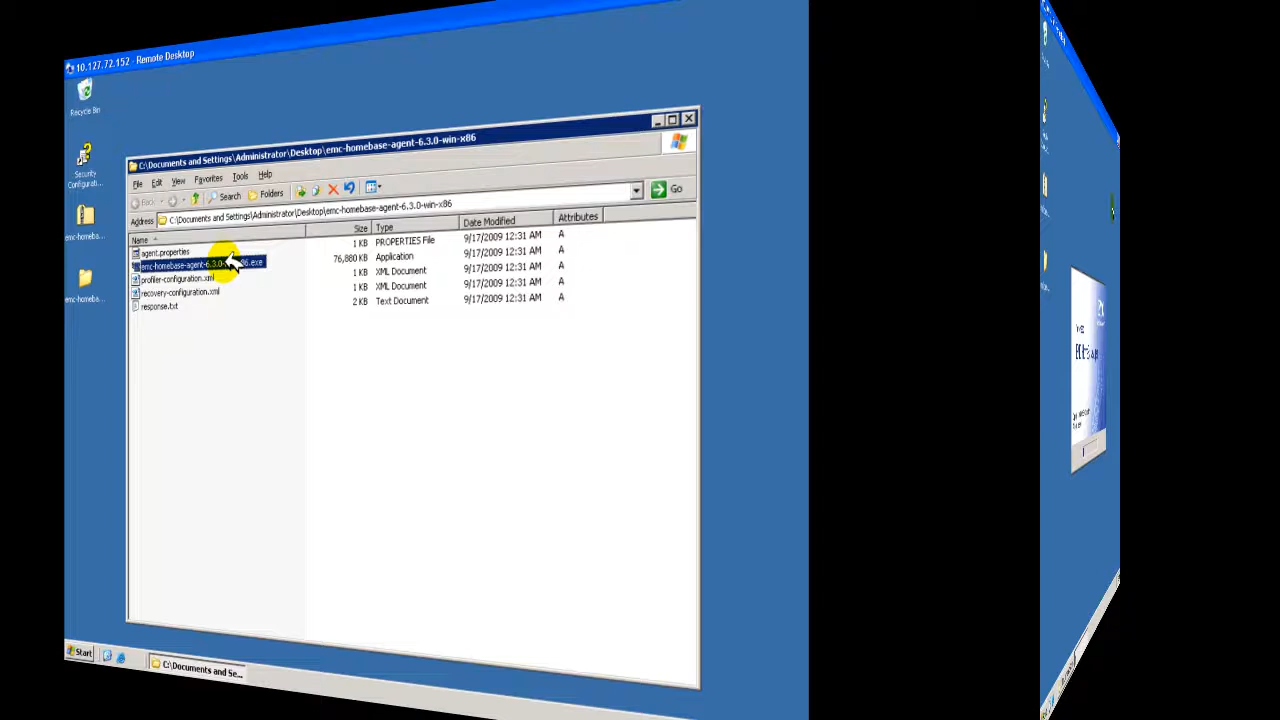 10.127.72.152 - Remote Desktop
Recycle Bin
Security
Configurati...
emc-homeba...
emc-homeba...
C:\Documents and Settings\Administrator\Desktop\emc-homebase-agent-6.3.0-win-x86
File Edit View Favorites Tools Help
Back Search Folders
Address C:\Documents and Settings\Administrator\Desktop\emc-homebase-agent-6.3.0-win-x86 Go
Name Size Type Date Modified Attributes
agent.properties 1 KB PROPERTIES File 9/17/2009 12:31 AM A
76,880 KB Application 9/17/2009 12:31 AM A
profiler-configuration.xml 1 KB XML Document 9/17/2009 12:31 AM A
recovery-configuration.xml 1 KB XML Document 9/17/2009 12:31 AM A
response.txt 2 KB Text Document 9/17/2009 12:31 AM A
Start C:\Documents and Se...